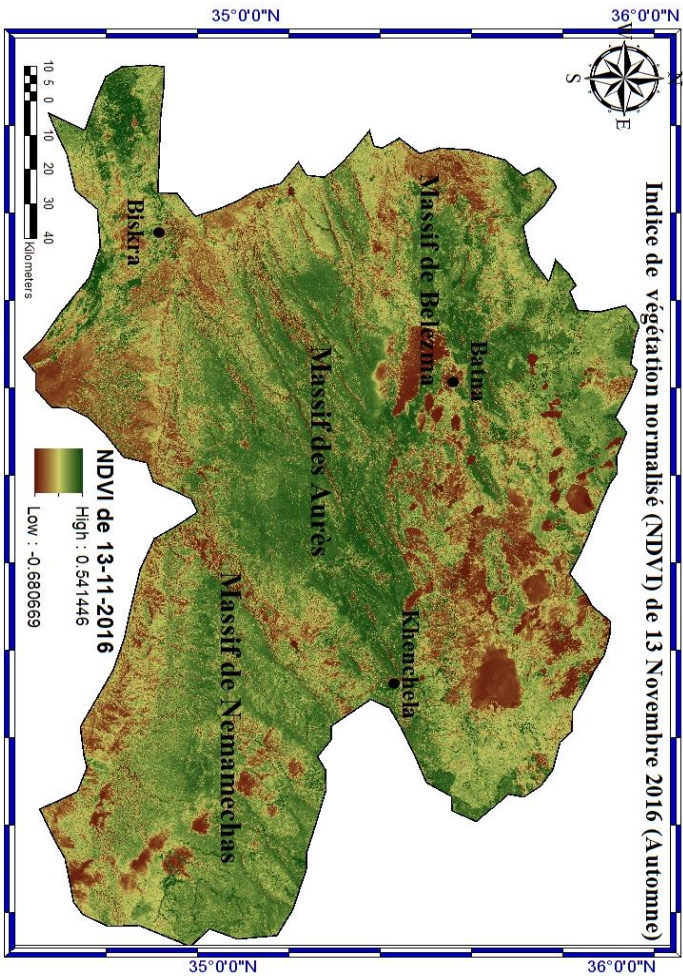 Indice de végétation normalisé (NDVI) de 13 Novembre 2016 (Automne)
36°0'0"N
36°0'0"N
35°0'0"N
35°0'0"N
N
W
E
S
Batna
Massif de Belezma
Khenchela
Massif des Aurès
Massif de Nemamechas
Biskra
NDVI de 13-11-2016
High : 0.541446
Low : -0.680669
10 5 0 10 20 30 40
Kilometers